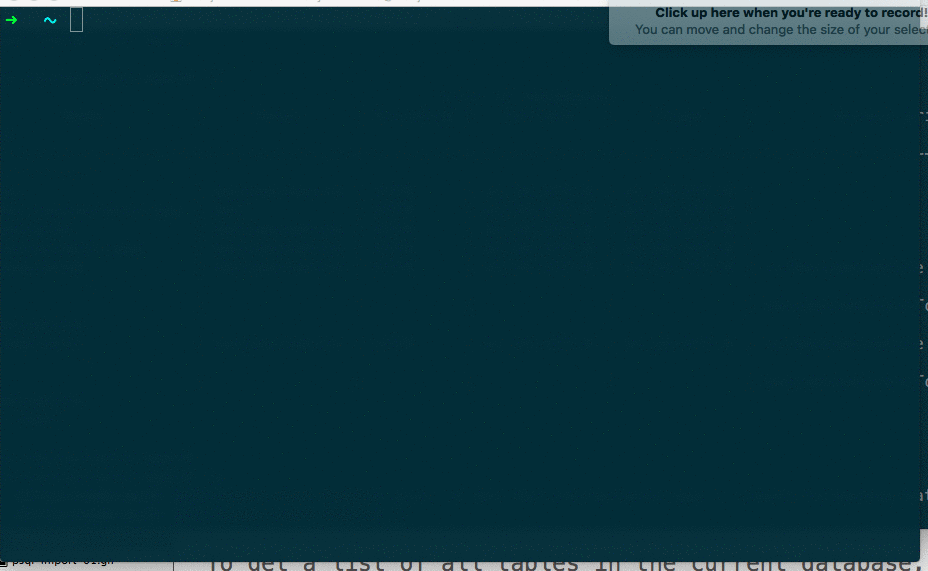 Click up here when you're ready to record!
You can move and change the size of your selec
➜ ~
psql-import-01.gif
To get a list of all tables in the current database,